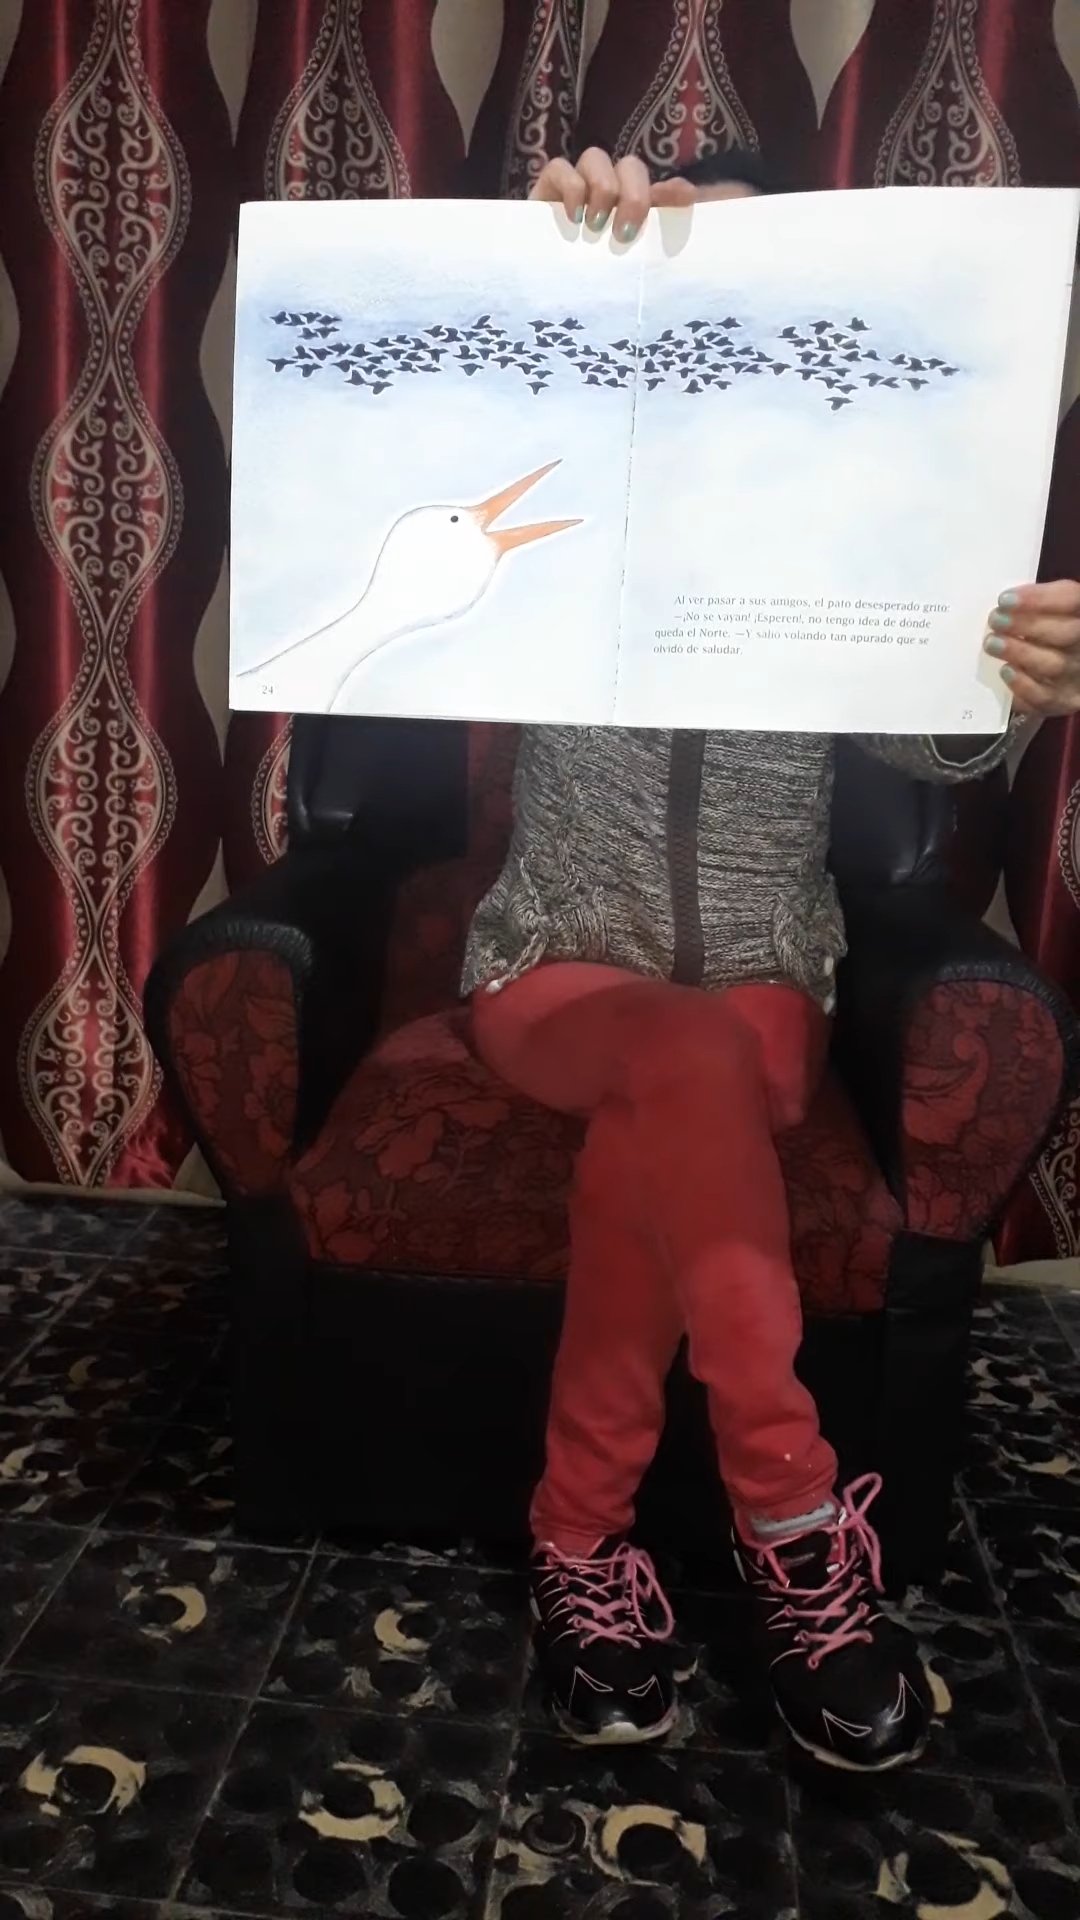 Al ver pasar a sus amigos, el pato desesperado gritó:
—¡No se vayan! ¡Esperen!, no tengo idea de dónde
queda el Norte. —Y salió volando tan apurado que se
olvidó de saludar.
24
25